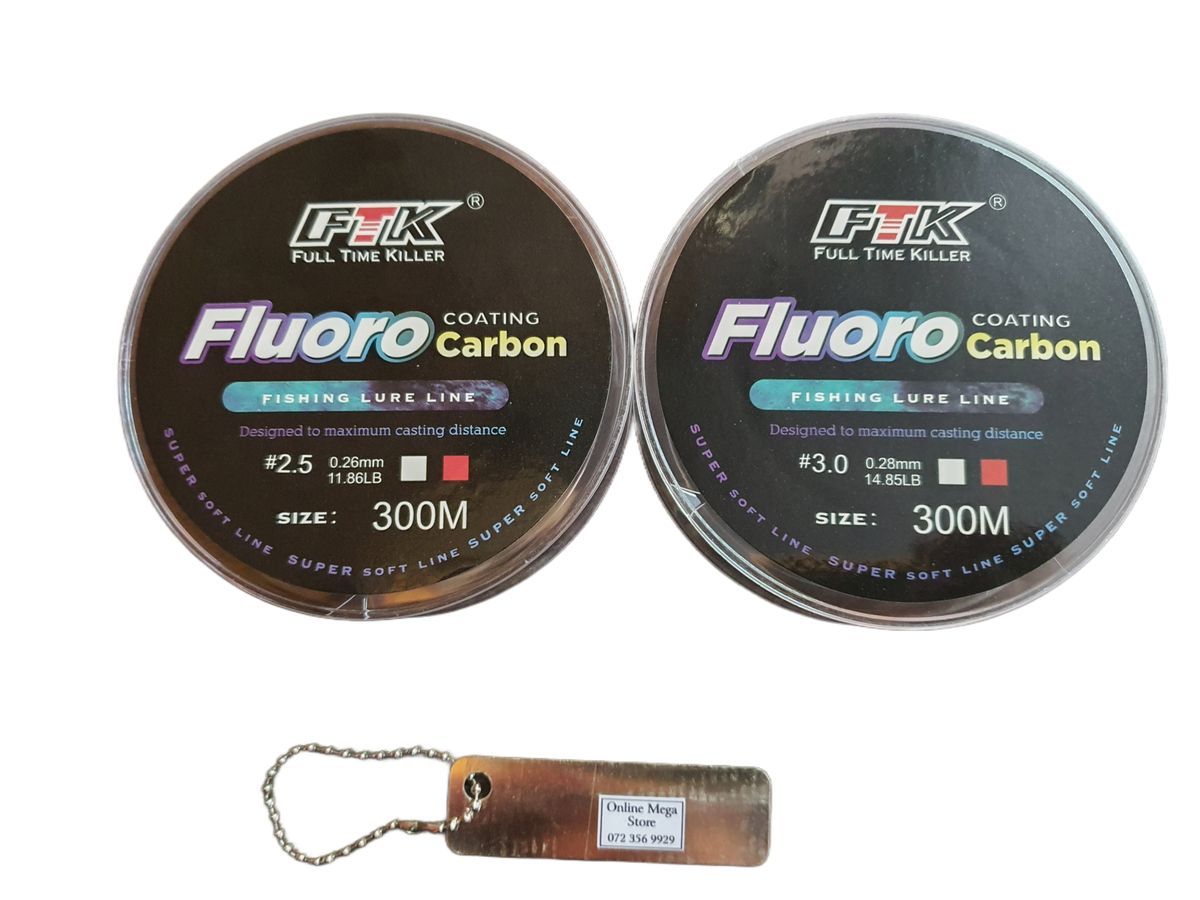 FTK®
FULL TIME KILLER
Fluoro COATING Carbon
FISHING LURE LINE
Designed to maximum casting distance
#2.5 0.26mm
11.86LB
SIZE: 300M
SUPER SOFT LINE SUPER SOFT LINE SUPER SOFT LINE
FTK®
FULL TIME KILLER
Fluoro COATING Carbon
FISHING LURE LINE
Designed to maximum casting distance
#3.0 0.28mm
14.85LB
SIZE: 300M
SUPER SOFT LINE SUPER SOFT LINE SUPER SOFT LINE
Online Mega
Store
072 356 9929